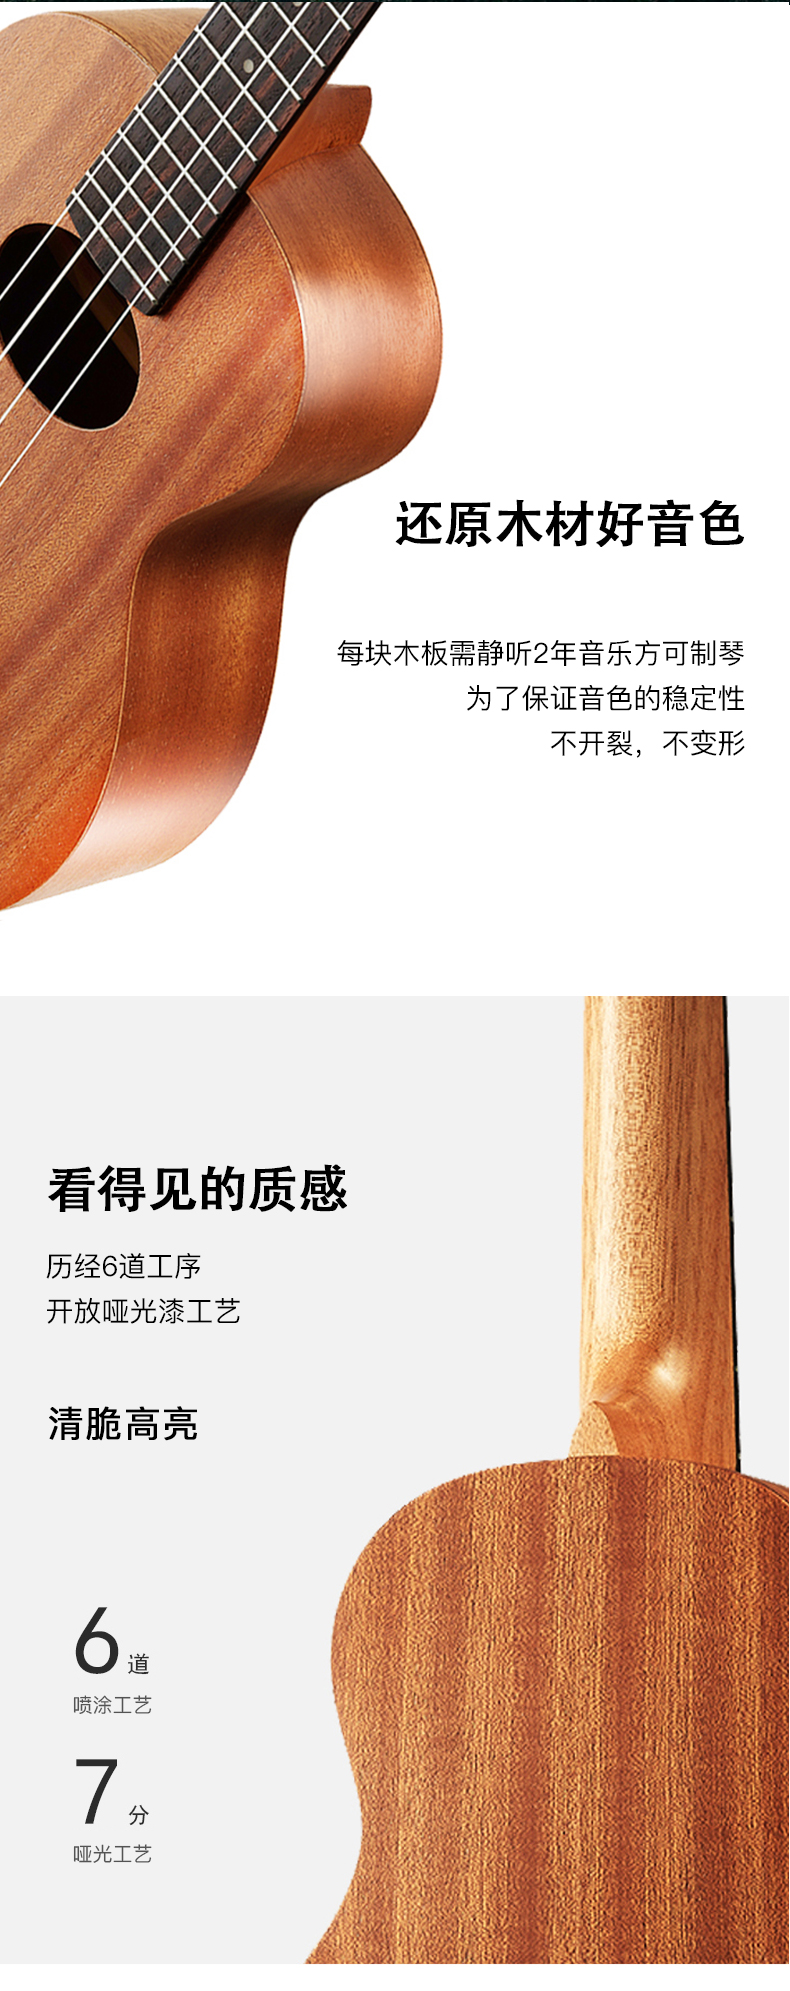 还原木材好音色
每块木板需静听2年音乐方可制琴
为了保证音色的稳定性
不开裂，不变形
看得见的质感
历经6道工序
开放哑光漆工艺
清脆高亮
6道
喷涂工艺
7分
哑光工艺